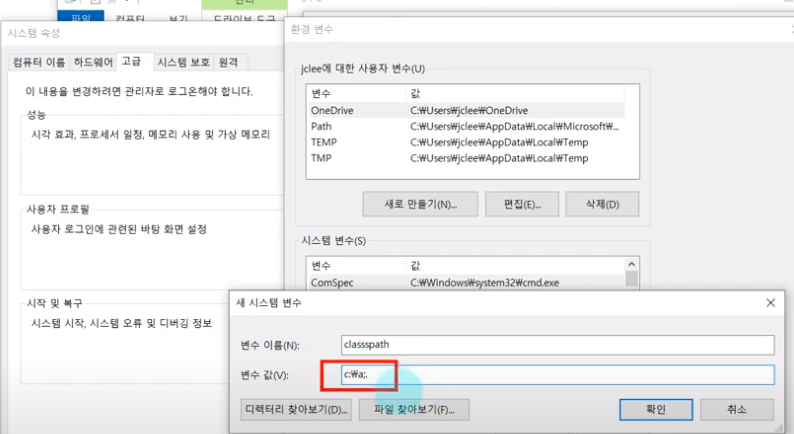 파일 컴퓨터 보기 드라이브 도구
시스템 속성
컴퓨터 이름 하드웨어 고급 시스템 보호 원격
이 내용을 변경하려면 관리자로 로그온해야 합니다.
성능
시각 효과, 프로세서 일정, 메모리 사용 및 가상 메모리
사용자 프로필
사용자 로그인에 관련된 바탕 화면 설정
시작 및 복구
시스템 시작, 시스템 오류 및 디버깅 정보
환경 변수
jclee에 대한 사용자 변수(U)
변수 값
OneDrive C:₩Users₩jclee₩OneDrive
Path C:₩Users₩jclee₩AppData₩Local₩Microsoft₩...
TEMP C:₩Users₩jclee₩AppData₩Local₩Temp
TMP C:₩Users₩jclee₩AppData₩Local₩Temp
새로 만들기(N)... 편집(E)... 삭제(D)
시스템 변수(S)
변수 값
ComSpec C:₩Windows₩system32₩cmd.exe
새 시스템 변수
변수 이름(N): classspath
변수 값(V): c:₩a;.
디렉터리 찾아보기(D)... 파일 찾아보기(F)... 확인 취소